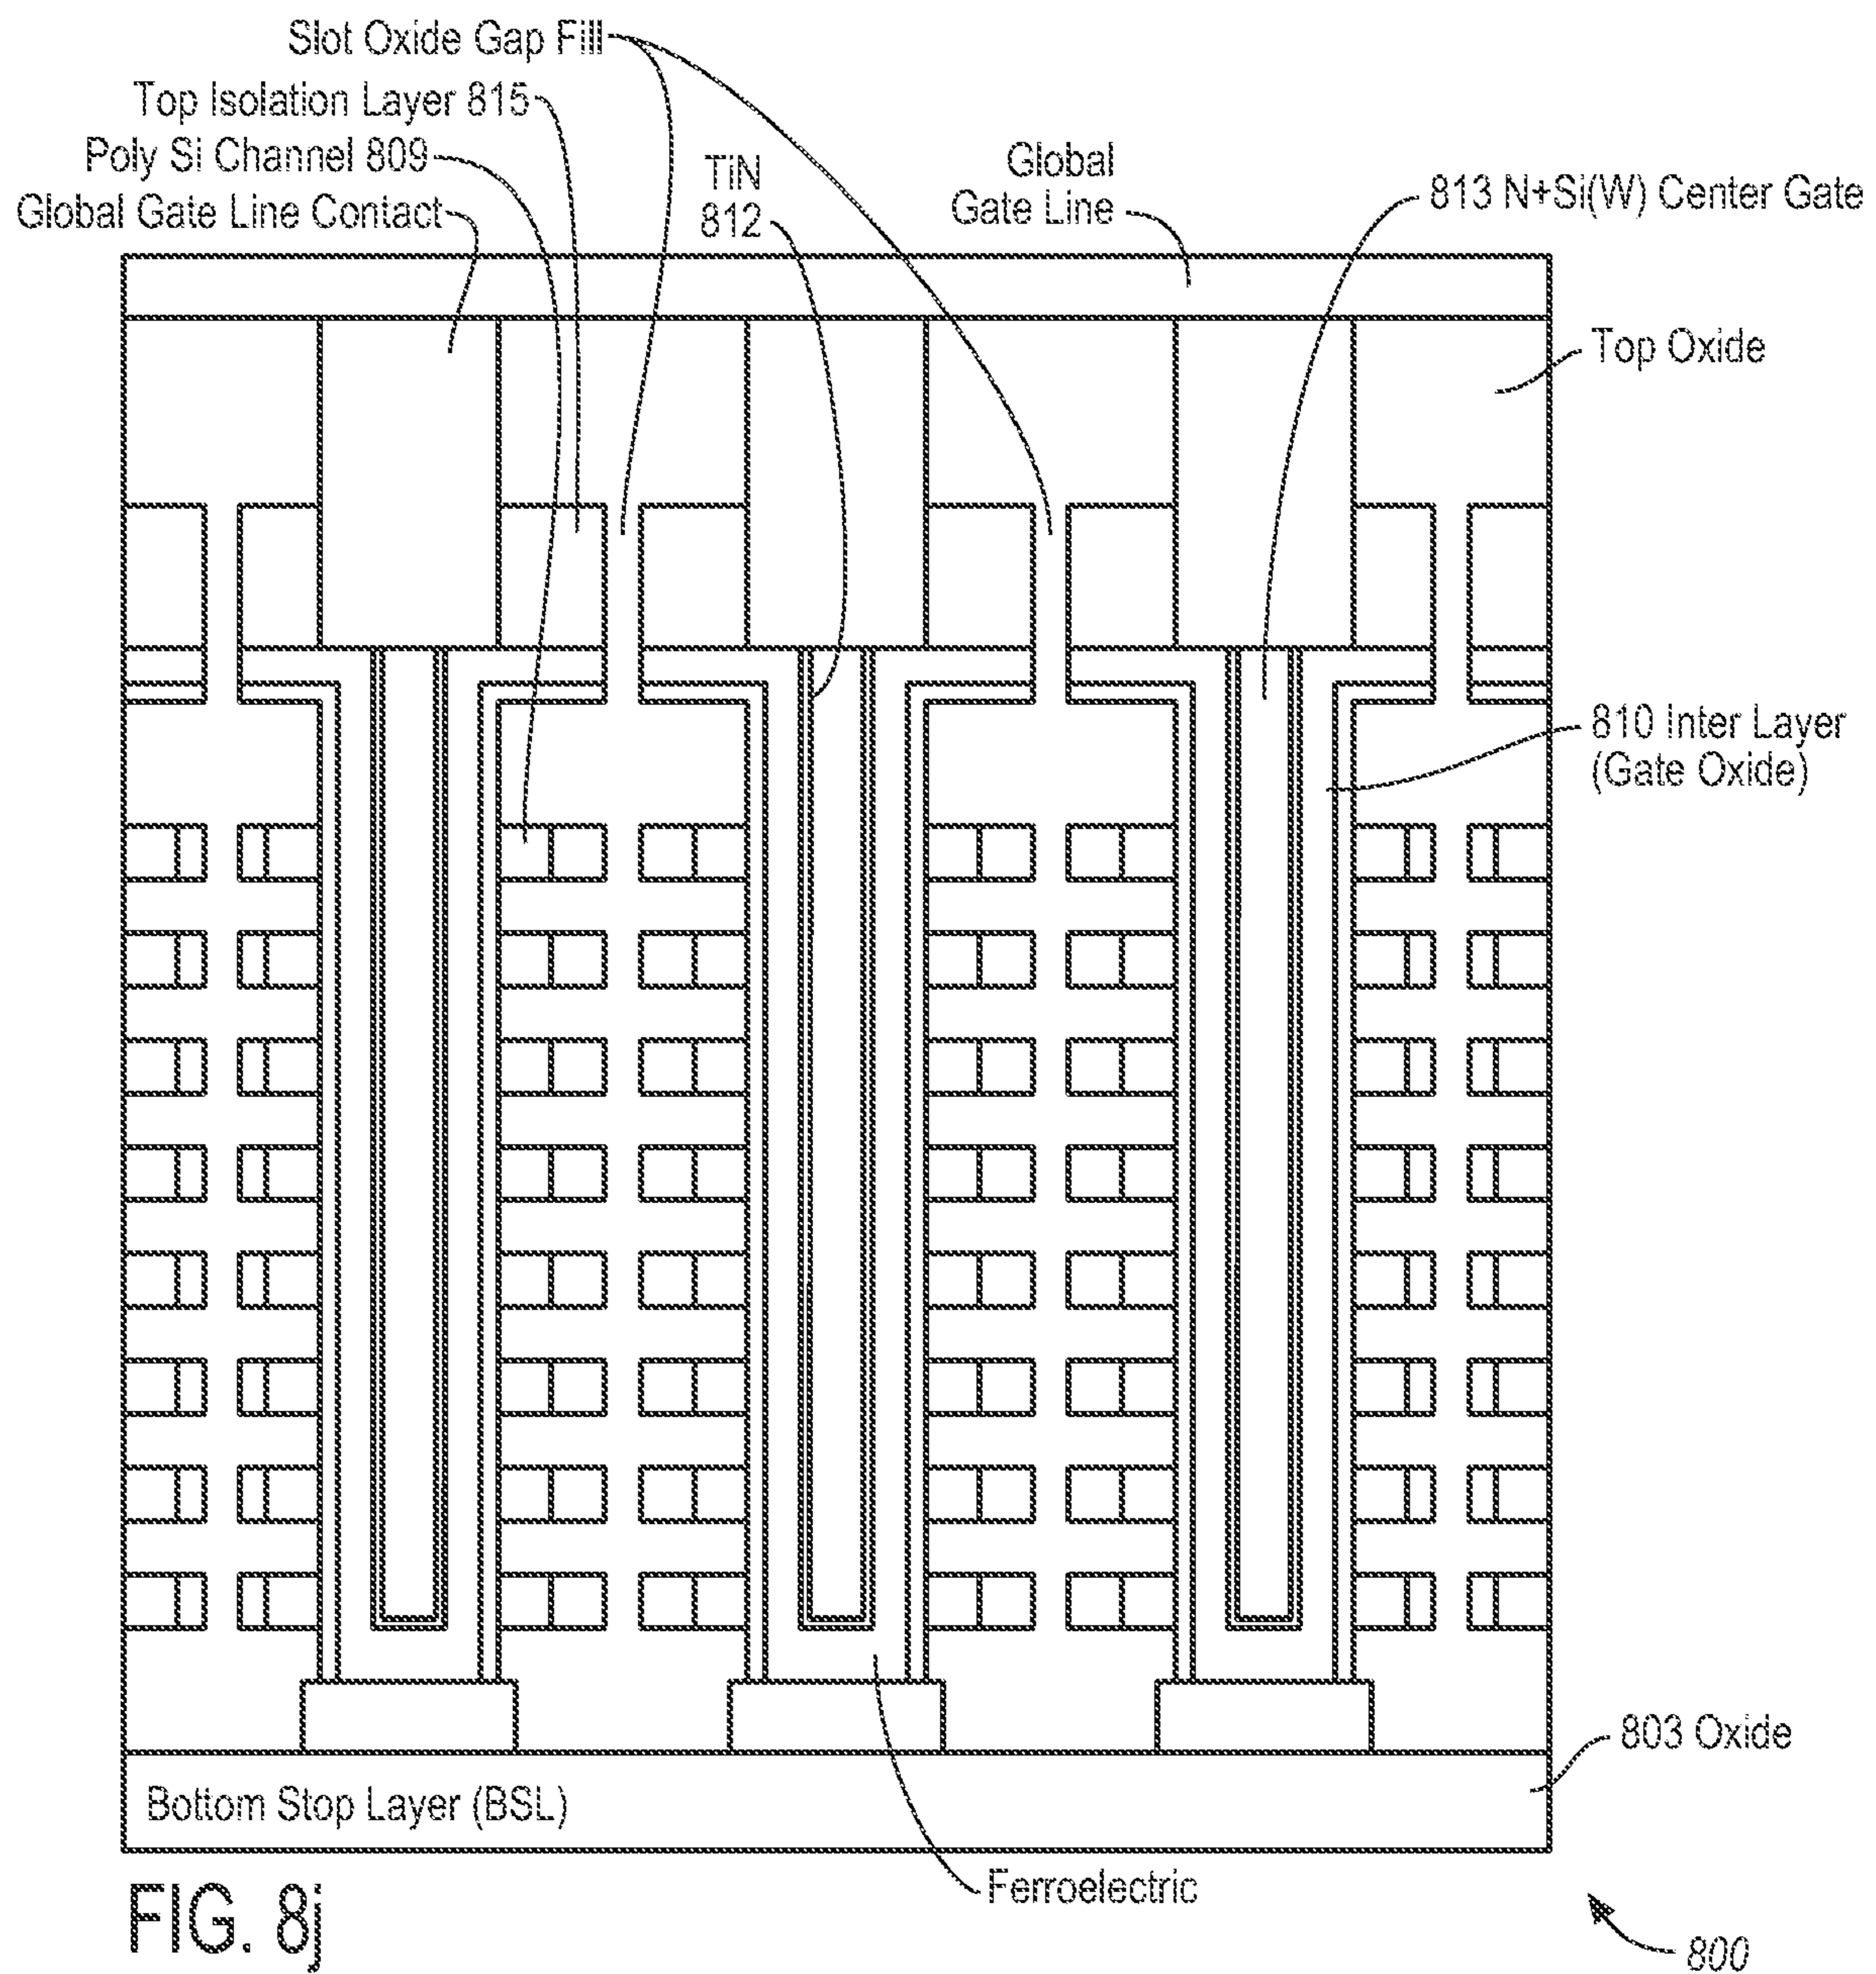 Slot Oxide Gap Fill
Top Isolation Layer 815
Poly Si Channel 809
Global Gate Line Contact
TiN
812
Global
Gate Line
813 N+Si(W) Center Gate
Top Oxide
810 Inter Layer
(Gate Oxide)
803 Oxide
Bottom Stop Layer (BSL)
Ferroelectric
FIG. 8j
800